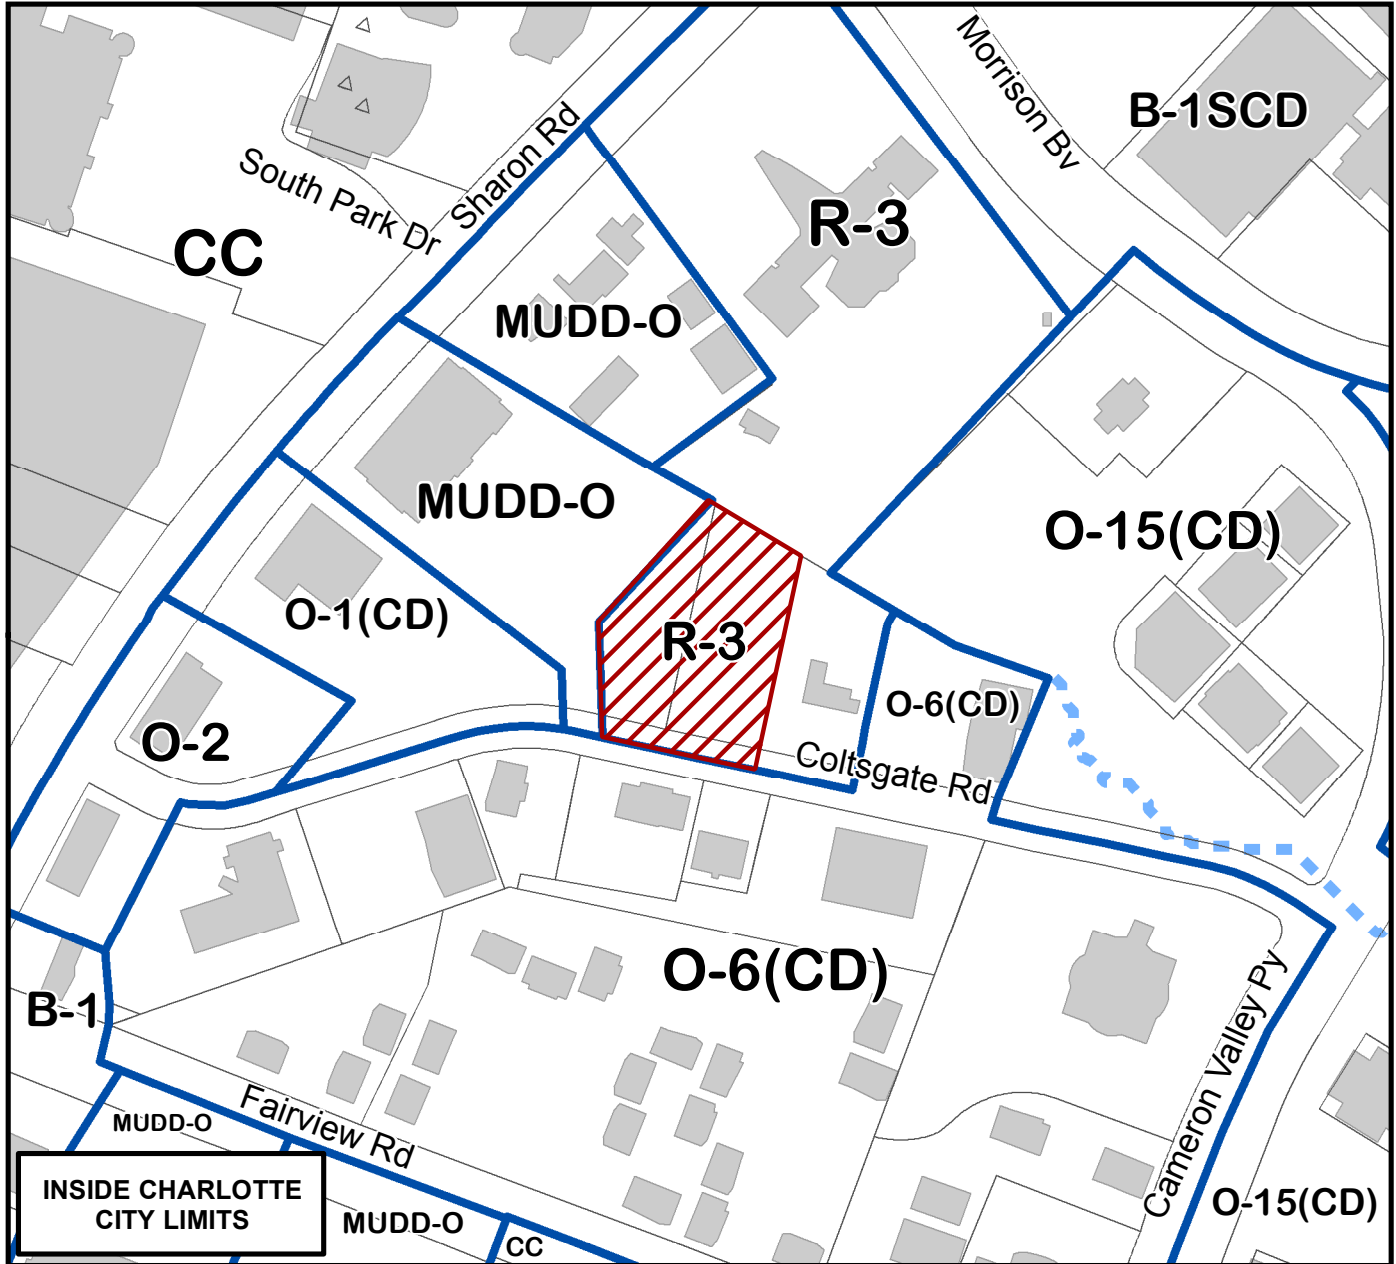 Morrison Bv
B-1SCD
Sharon Rd
South Park Dr
R-3
CC
MUDD-O
MUDD-O
O-15(CD)
O-1(CD)
R-3
O-6(CD)
O-2
Coltsgate Rd
O-6(CD)
B-1
Cameron Valley Py
Fairview Rd
MUDD-O
INSIDE CHARLOTTE
CITY LIMITS
MUDD-O
CC
O-15(CD)